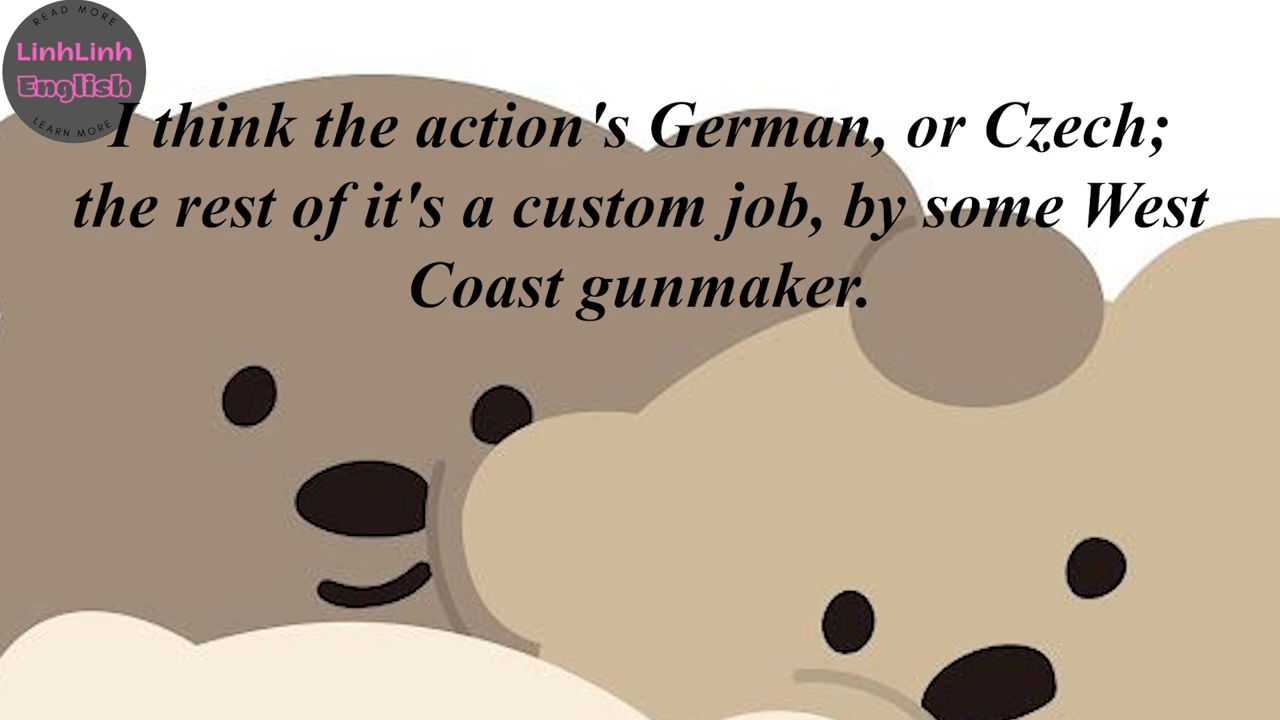 READ MORE
LinhLinh
English
LEARN MORE
I think the action's German, or Czech;
the rest of it's a custom job, by some West
Coast gunmaker.